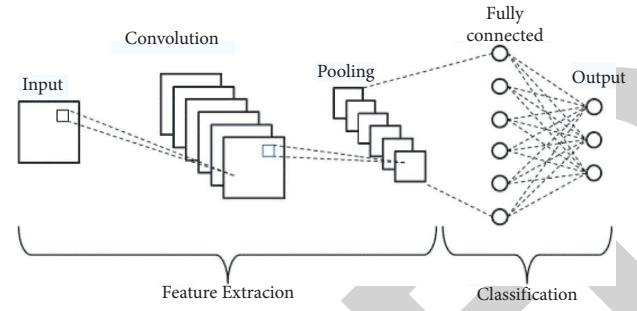 Input
Convolution
Pooling
Fully
connected
Output
Feature Extracion
Classification